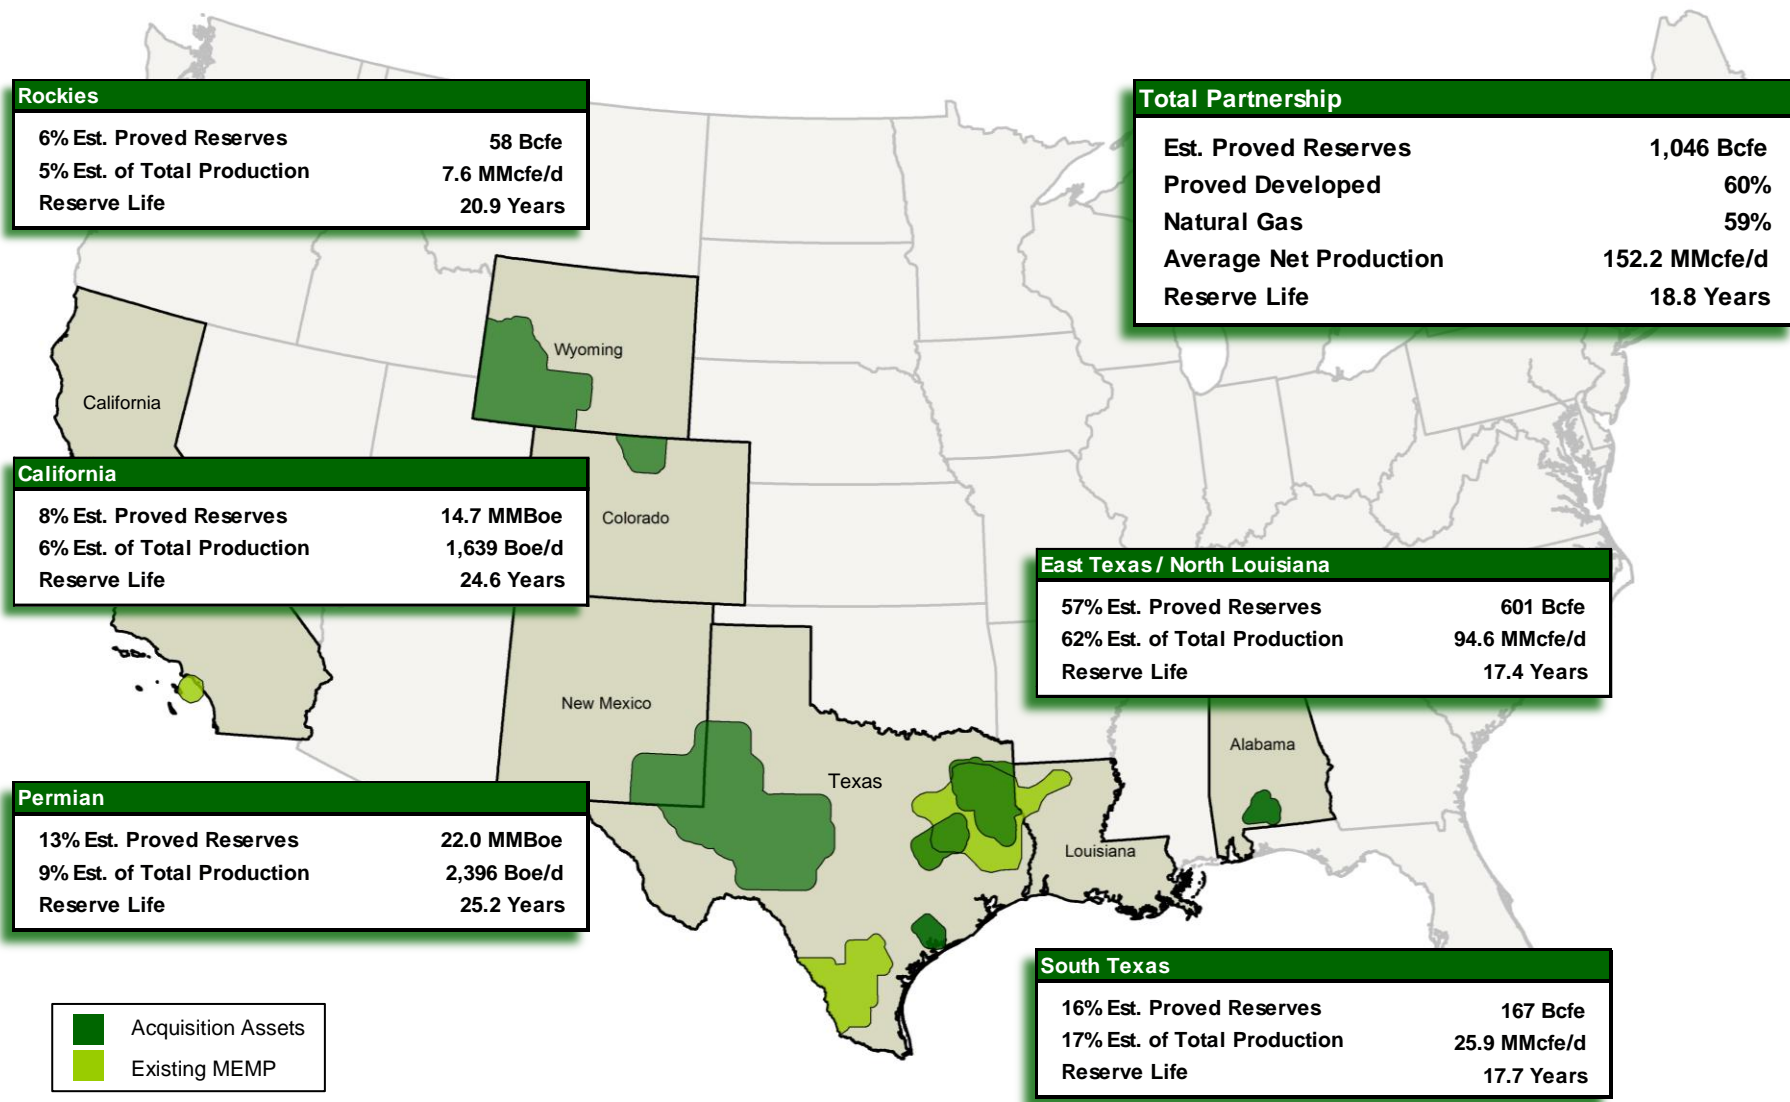 Rockies
6% Est. Proved Reserves 58 Bcfe
5% Est. of Total Production 7.6 MMcfe/d
Reserve Life 20.9 Years
Total Partnership
Est. Proved Reserves 1,046 Bcfe
Proved Developed 60%
Natural Gas 59%
Average Net Production 152.2 MMcfe/d
Reserve Life 18.8 Years
Wyoming
California
California
8% Est. Proved Reserves 14.7 MMBoe
6% Est. of Total Production 1,639 Boe/d
Reserve Life 24.6 Years
Colorado
East Texas / North Louisiana
57% Est. Proved Reserves 601 Bcfe
62% Est. of Total Production 94.6 MMcfe/d
Reserve Life 17.4 Years
New Mexico
Alabama
Texas
Louisiana
Permian
13% Est. Proved Reserves 22.0 MMBoe
9% Est. of Total Production 2,396 Boe/d
Reserve Life 25.2 Years
South Texas
16% Est. Proved Reserves 167 Bcfe
17% Est. of Total Production 25.9 MMcfe/d
Reserve Life 17.7 Years
Acquisition Assets
Existing MEMP